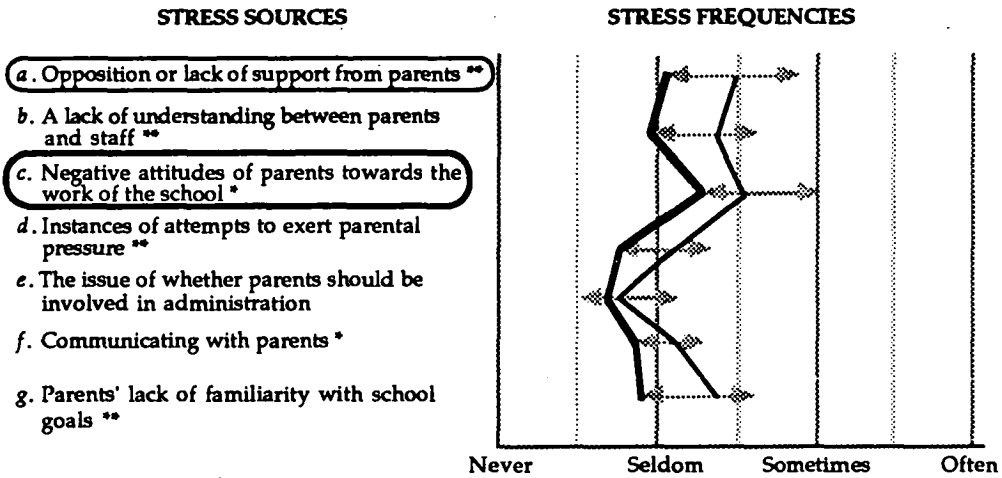 STRESS SOURCES
STRESS FREQUENCIES
a. Opposition or lack of support from parents **
b. A lack of understanding between parents
and staff **
c. Negative attitudes of parents towards the
work of the school *
d. Instances of attempts to exert parental
pressure **
e. The issue of whether parents should be
involved in administration
f. Communicating with parents *
g. Parents' lack of familiarity with school
goals **
Never Seldom Sometimes Often